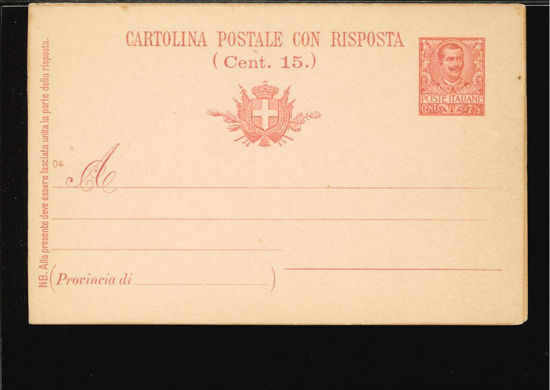 CARTOLINA POSTALE CON RISPOSTA
(Cent. 15.)
POSTE ITALIANE
04
A
(Provincia di )
NB. Alla presente deve essere lasciata unita la parte della risposta.